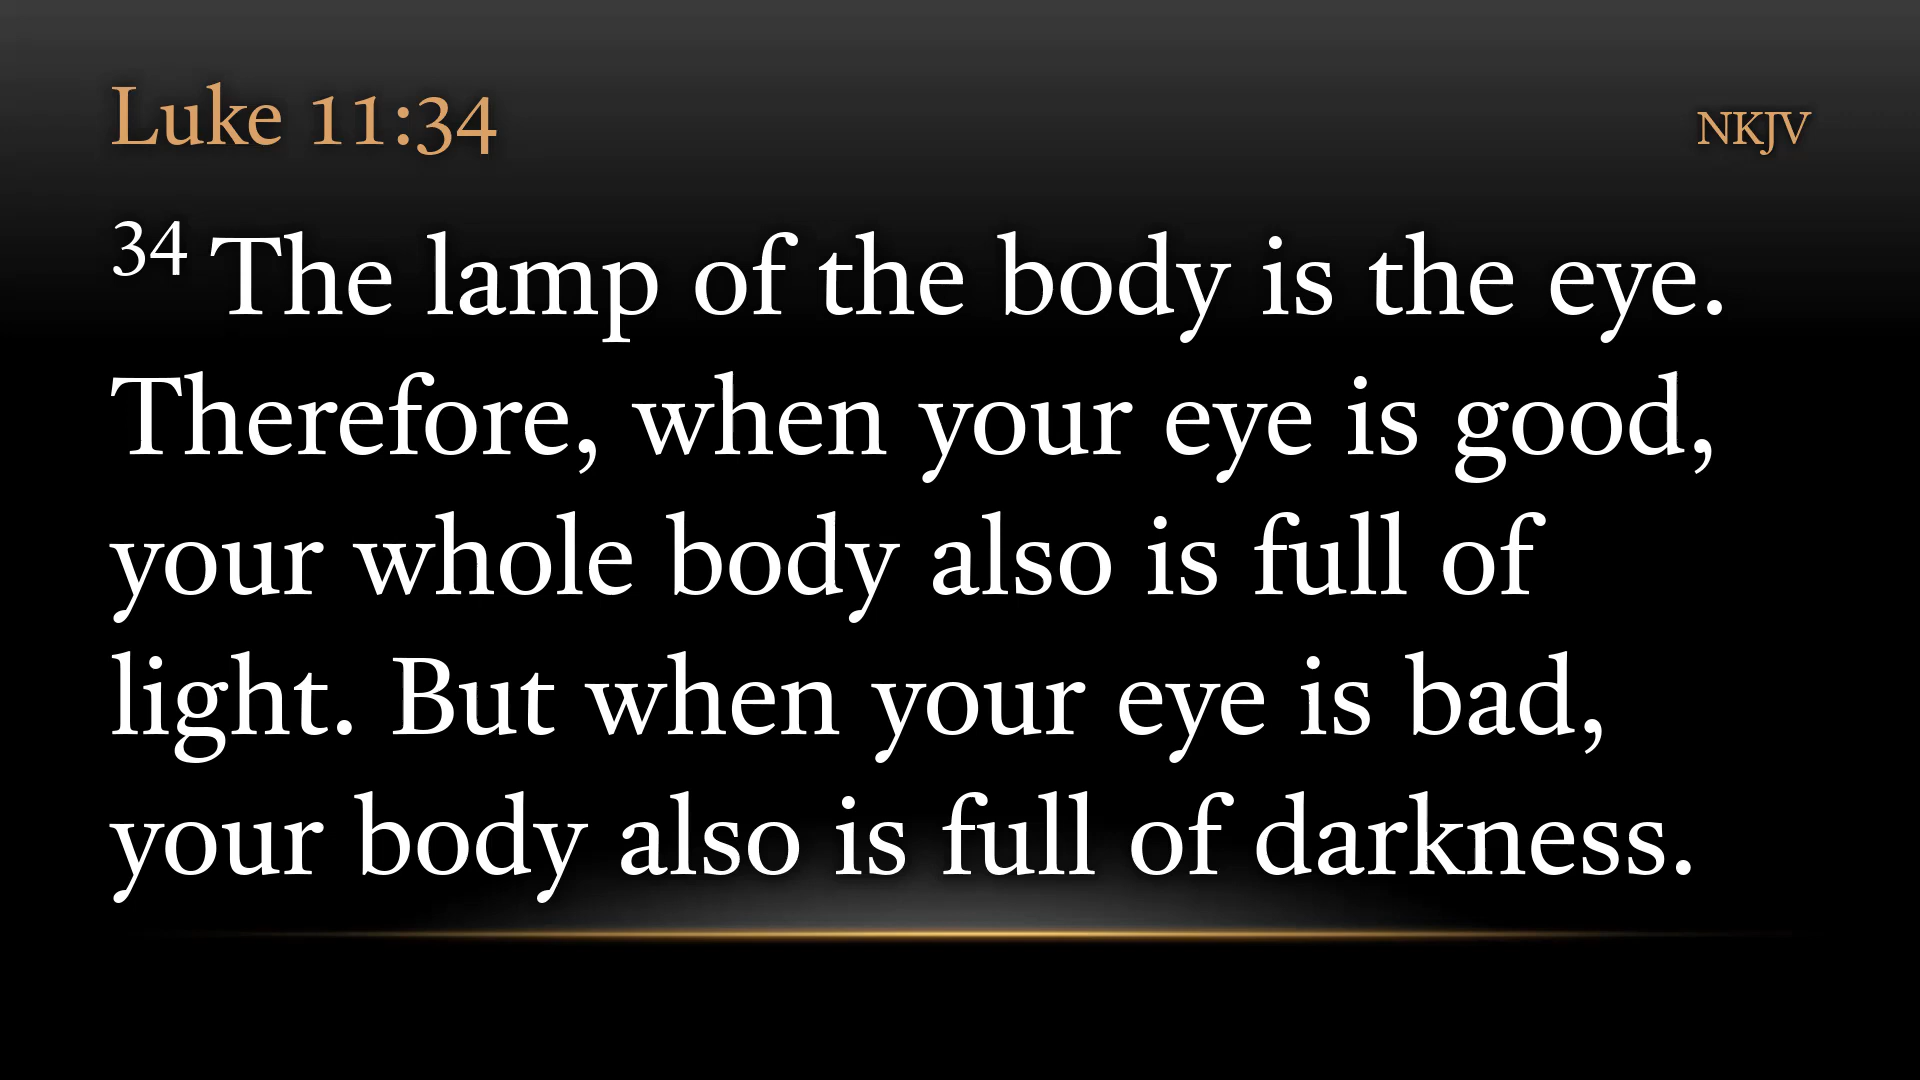 Luke 11:34
NKJV
34 The lamp of the body is the eye.
Therefore, when your eye is good,
your whole body also is full of
light. But when your eye is bad,
your body also is full of darkness.